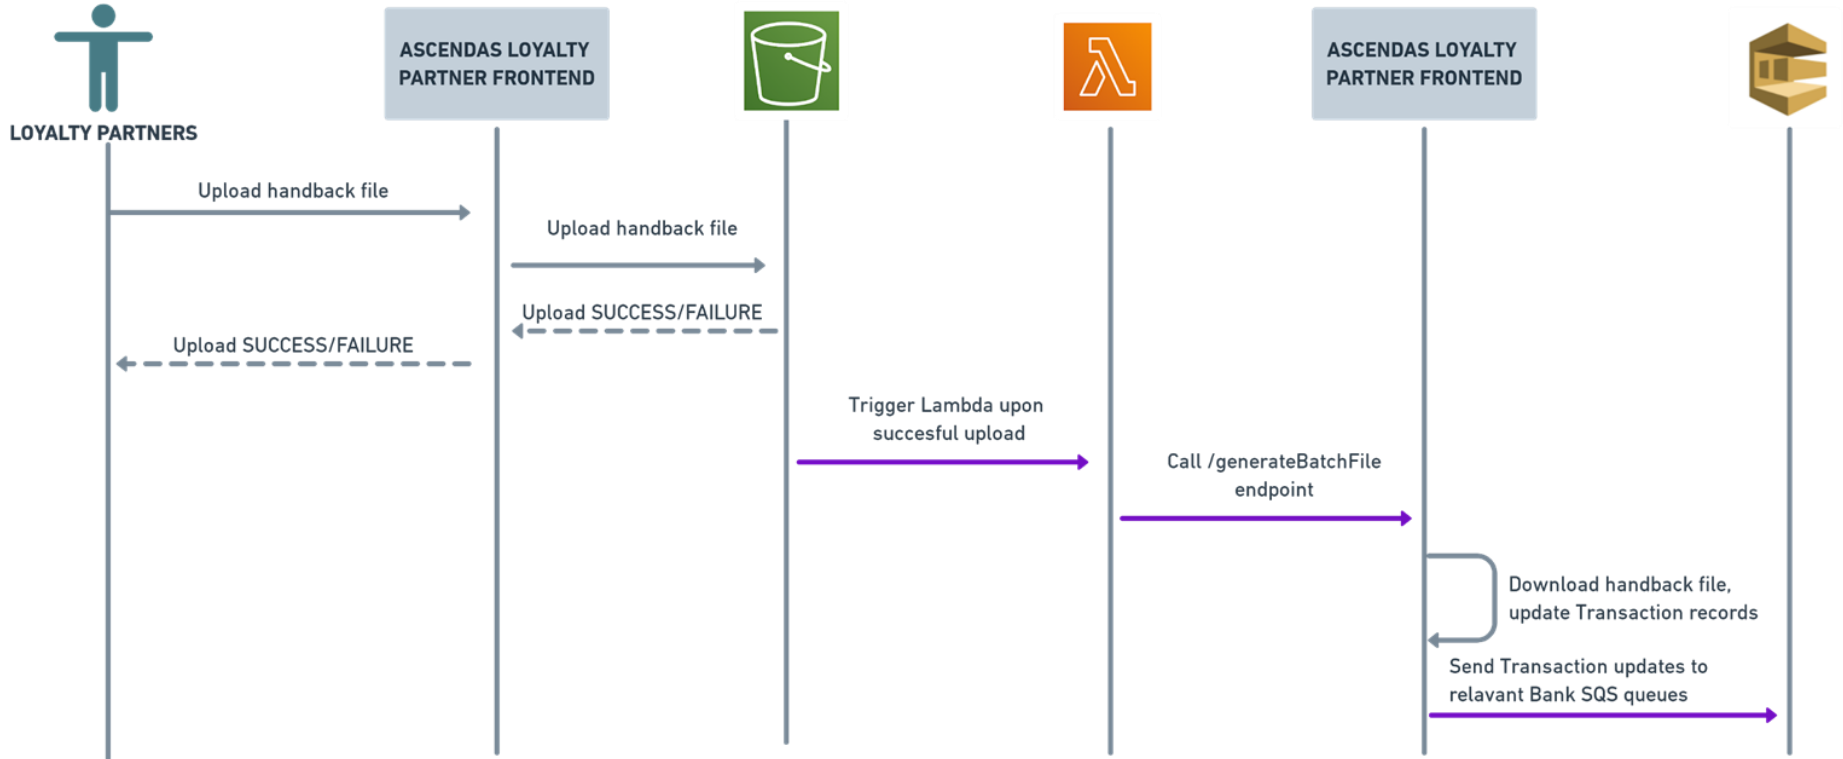 LOYALTY PARTNERS
ASCENDAS LOYALTY
PARTNER FRONTEND
ASCENDAS LOYALTY
PARTNER FRONTEND
Upload handback file
Upload handback file
Upload SUCCESS/FAILURE
Upload SUCCESS/FAILURE
Trigger Lambda upon
succesful upload
Call /generateBatchFile
endpoint
Download handback file,
update Transaction records
Send Transaction updates to
relavant Bank SQS queues